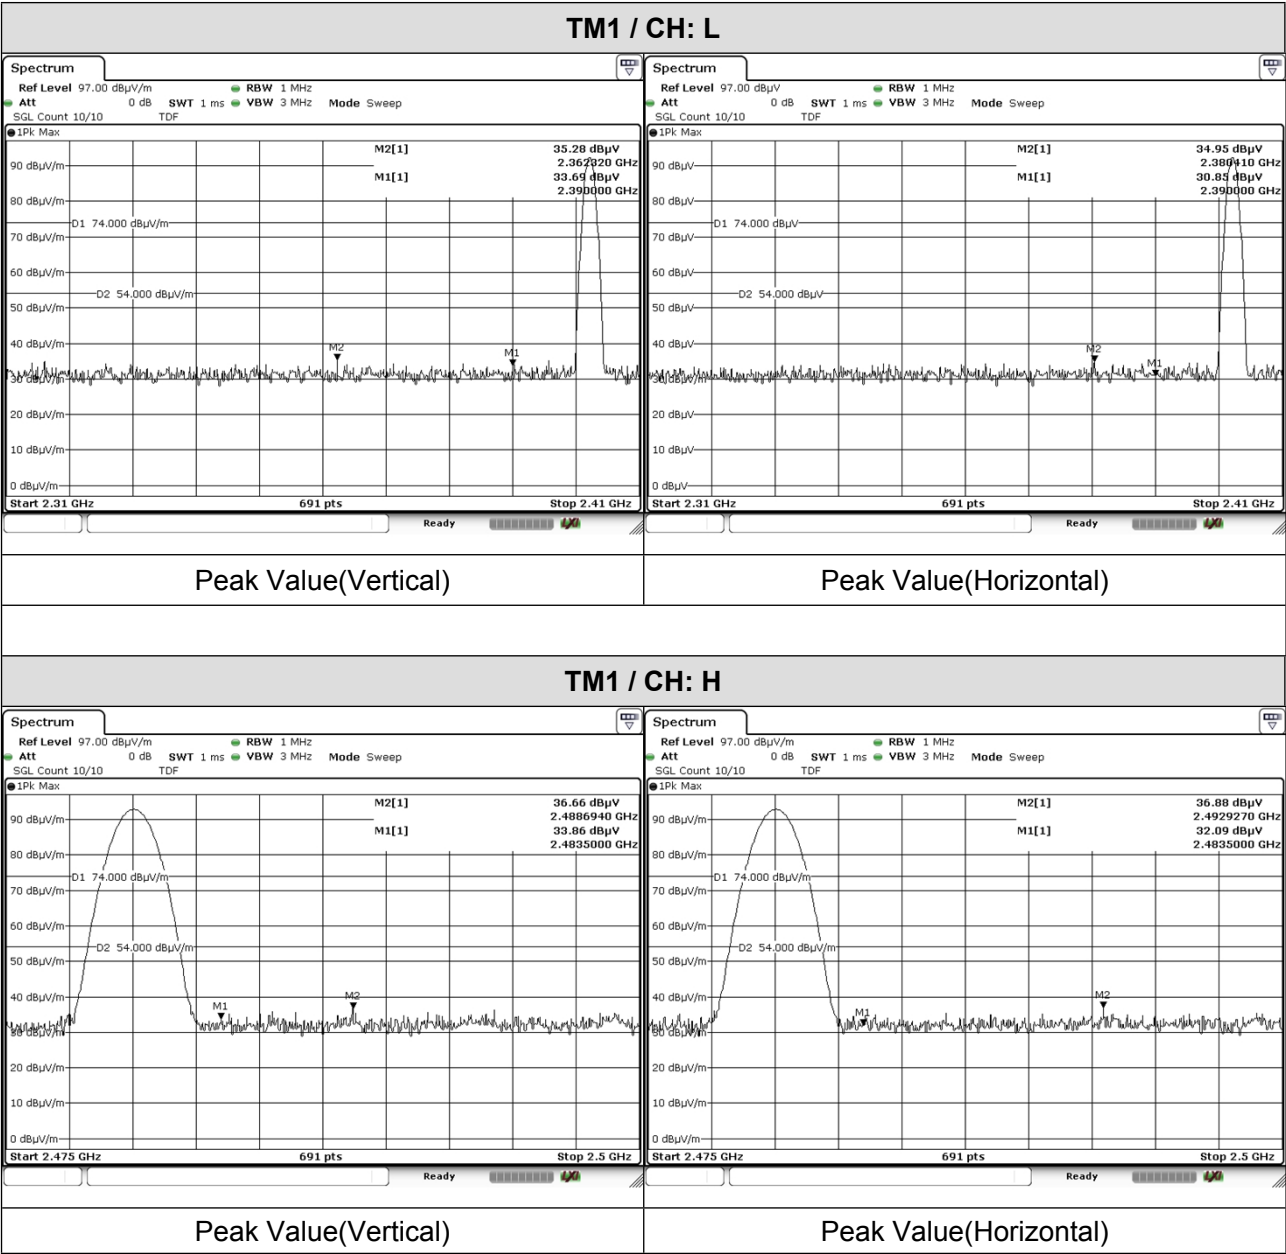 TM1 / CH: L
Spectrum
Ref Level 97.00 dBµV/m RBW 1 MHz
Att 0 dB SWT 1 ms VBW 3 MHz Mode Sweep
SGL Count 10/10 TDF
1Pk Max
M2[1] 35.28 dBµV
2.362320 GHz
M1[1] 33.69 dBµV
2.390000 GHz
90 dBµV/m
80 dBµV/m
D1 74.000 dBµV/m
70 dBµV/m
60 dBµV/m
D2 54.000 dBµV/m
50 dBµV/m
40 dBµV/m
M2
M1
30 dBµV/m
20 dBµV/m
10 dBµV/m
0 dBµV/m
Start 2.31 GHz 691 pts Stop 2.41 GHz
Ready LXI
Spectrum
Ref Level 97.00 dBµV RBW 1 MHz
Att 0 dB SWT 1 ms VBW 3 MHz Mode Sweep
SGL Count 10/10 TDF
1Pk Max
M2[1] 34.95 dBµV
2.380410 GHz
M1[1] 30.85 dBµV
2.390000 GHz
90 dBµV
80 dBµV
D1 74.000 dBµV
70 dBµV
60 dBµV
D2 54.000 dBµV
50 dBµV
40 dBµV
M2
M1
30 dBµV
20 dBµV
10 dBµV
0 dBµV
Start 2.31 GHz 691 pts Stop 2.41 GHz
Ready LXI
Peak Value(Vertical) Peak Value(Horizontal)
TM1 / CH: H
Spectrum
Ref Level 97.00 dBµV/m RBW 1 MHz
Att 0 dB SWT 1 ms VBW 3 MHz Mode Sweep
SGL Count 10/10 TDF
1Pk Max
M2[1] 36.66 dBµV
2.4886940 GHz
M1[1] 33.86 dBµV
2.4835000 GHz
90 dBµV/m
80 dBµV/m
D1 74.000 dBµV/m
70 dBµV/m
60 dBµV/m
D2 54.000 dBµV/m
50 dBµV/m
40 dBµV/m
M1
M2
30 dBµV/m
20 dBµV/m
10 dBµV/m
0 dBµV/m
Start 2.475 GHz 691 pts Stop 2.5 GHz
Ready LXI
Spectrum
Ref Level 97.00 dBµV/m RBW 1 MHz
Att 0 dB SWT 1 ms VBW 3 MHz Mode Sweep
SGL Count 10/10 TDF
1Pk Max
M2[1] 36.88 dBµV
2.4929270 GHz
M1[1] 32.09 dBµV
2.4835000 GHz
90 dBµV/m
80 dBµV/m
D1 74.000 dBµV/m
70 dBµV/m
60 dBµV/m
D2 54.000 dBµV/m
50 dBµV/m
40 dBµV/m
M2
M1
30 dBµV/m
20 dBµV/m
10 dBµV/m
0 dBµV/m
Start 2.475 GHz 691 pts Stop 2.5 GHz
Ready LXI
Peak Value(Vertical) Peak Value(Horizontal)